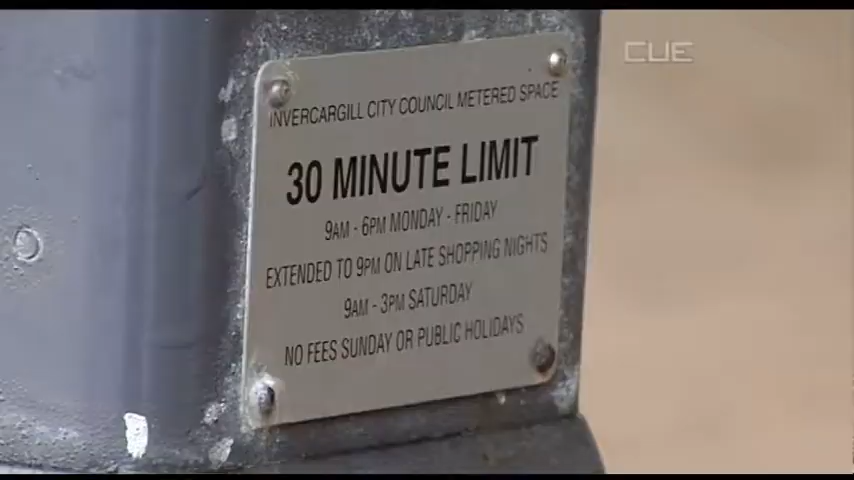 CUE
INVERCARGILL CITY COUNCIL METERED SPACE
30 MINUTE LIMIT
9AM - 6PM MONDAY - FRIDAY
EXTENDED TO 9PM ON LATE SHOPPING NIGHTS
9AM - 3PM SATURDAY
NO FEES SUNDAY OR PUBLIC HOLIDAYS